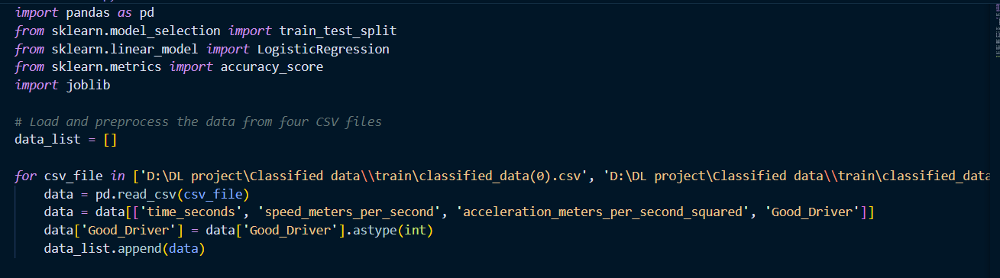 import pandas as pd
from sklearn.model_selection import train_test_split
from sklearn.linear_model import LogisticRegression
from sklearn.metrics import accuracy_score
import joblib
# Load and preprocess the data from four CSV files
data_list = []
for csv_file in ['D:\DL project\Classified data\\train\classified_data(0).csv', 'D:\DL project\Classified data\\train\classified_data
    data = pd.read_csv(csv_file)
    data = data[['time_seconds', 'speed_meters_per_second', 'acceleration_meters_per_second_squared', 'Good_Driver']]
    data['Good_Driver'] = data['Good_Driver'].astype(int)
    data_list.append(data)